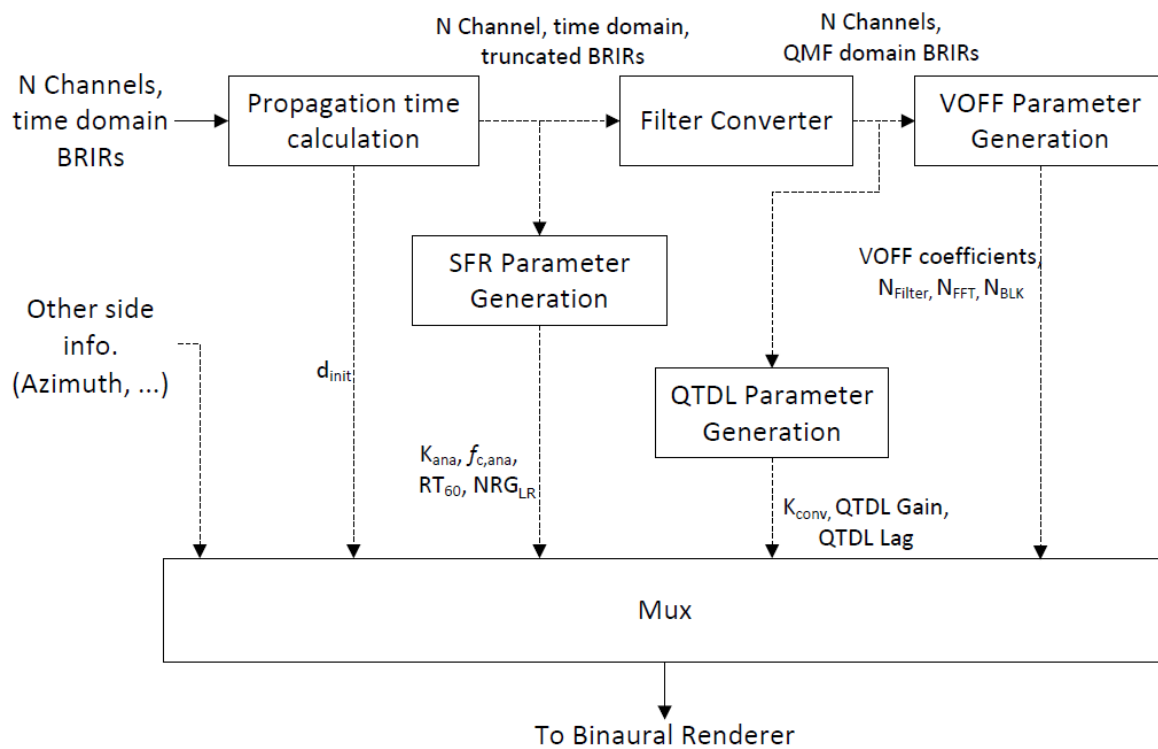 N Channel, time domain,
truncated BRIRs
N Channels,
QMF domain BRIRs
N Channels,
time domain
BRIRs
Propagation time
calculation
Filter Converter
VOFF Parameter
Generation
SFR Parameter
Generation
VOFF coefficients,
NFilter, NFFT, NBLK
Other side
info.
(Azimuth, ...)
dinit
QTDL Parameter
Generation
Kana, fc,ana,
RT60, NRGLR
Kconv, QTDL Gain,
QTDL Lag
Mux
To Binaural Renderer